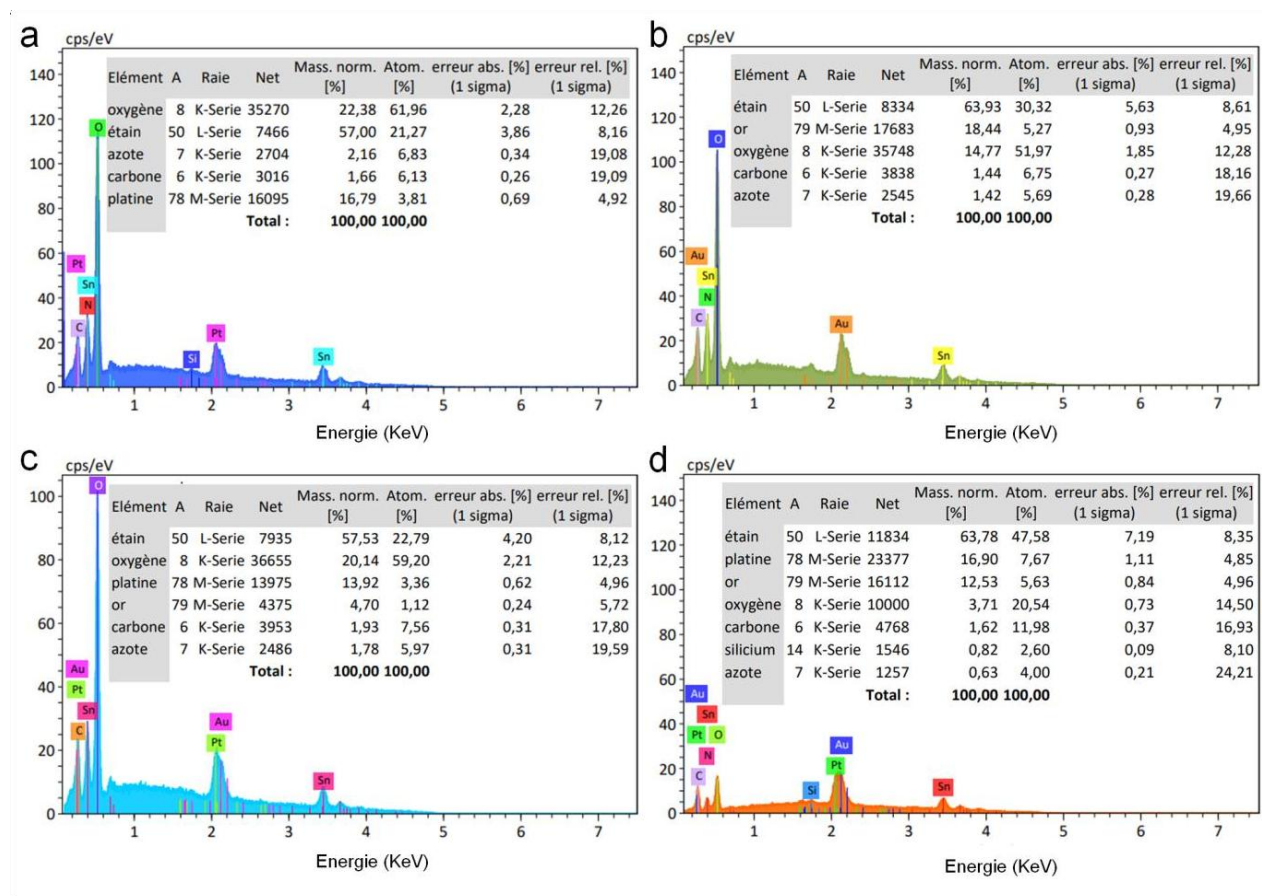 a
cps/eV
Elément A Raie Net Mass. norm. [%] Atom. [%] erreur abs. [%] (1 sigma) erreur rel. [%] (1 sigma)
oxygène 8 K-Serie 35270 22,38 61,96 2,28 12,26
étain 50 L-Serie 7466 57,00 21,27 3,86 8,16
azote 7 K-Serie 2704 2,16 6,83 0,34 19,08
carbone 6 K-Serie 3016 1,66 6,13 0,26 19,09
platine 78 M-Serie 16095 16,79 3,81 0,69 4,92
Total : 100,00 100,00
140
120
100
80
60
40
20
0
O
Pt
Sn
N
C
Si
Pt
Sn
1 2 3 4 5 6 7
Energie (KeV)
b
cps/eV
Elément A Raie Net Mass. norm. [%] Atom. [%] erreur abs. [%] (1 sigma) erreur rel. [%] (1 sigma)
étain 50 L-Serie 8334 63,93 30,32 5,63 8,61
or 79 M-Serie 17683 18,44 5,27 0,93 4,95
oxygène 8 K-Serie 35748 14,77 51,97 1,85 12,28
carbone 6 K-Serie 3838 1,44 6,75 0,27 18,16
azote 7 K-Serie 2545 1,42 5,69 0,28 19,66
Total : 100,00 100,00
140
120
100
80
60
40
20
0
O
Au
Sn
N
C
Au
Sn
1 2 3 4 5 6 7
Energie (KeV)
c
cps/eV
Elément A Raie Net Mass. norm. [%] Atom. [%] erreur abs. [%] (1 sigma) erreur rel. [%] (1 sigma)
étain 50 L-Serie 7935 57,53 22,79 4,20 8,12
oxygène 8 K-Serie 36655 20,14 59,20 2,21 12,23
platine 78 M-Serie 13975 13,92 3,36 0,62 4,96
or 79 M-Serie 4375 4,70 1,12 0,24 5,72
carbone 6 K-Serie 3953 1,93 7,56 0,31 17,80
azote 7 K-Serie 2486 1,78 5,97 0,31 19,59
Total : 100,00 100,00
100
80
60
40
20
0
O
Au
Pt
Sn
C
Au
Pt
Sn
1 2 3 4 5 6 7
Energie (KeV)
d
cps/eV
Elément A Raie Net Mass. norm. [%] Atom. [%] erreur abs. [%] (1 sigma) erreur rel. [%] (1 sigma)
étain 50 L-Serie 11834 63,78 47,58 7,19 8,35
platine 78 M-Serie 23377 16,90 7,67 1,11 4,85
or 79 M-Serie 16112 12,53 5,63 0,84 4,96
oxygène 8 K-Serie 10000 3,71 20,54 0,73 14,50
carbone 6 K-Serie 4768 1,62 11,98 0,37 16,93
silicium 14 K-Serie 1546 0,82 2,60 0,09 8,10
azote 7 K-Serie 1257 0,63 4,00 0,21 24,21
Total : 100,00 100,00
140
120
100
80
60
40
20
0
Au
Sn
Pt O
N
C
Si
Au
Pt
Sn
1 2 3 4 5 6 7
Energie (KeV)